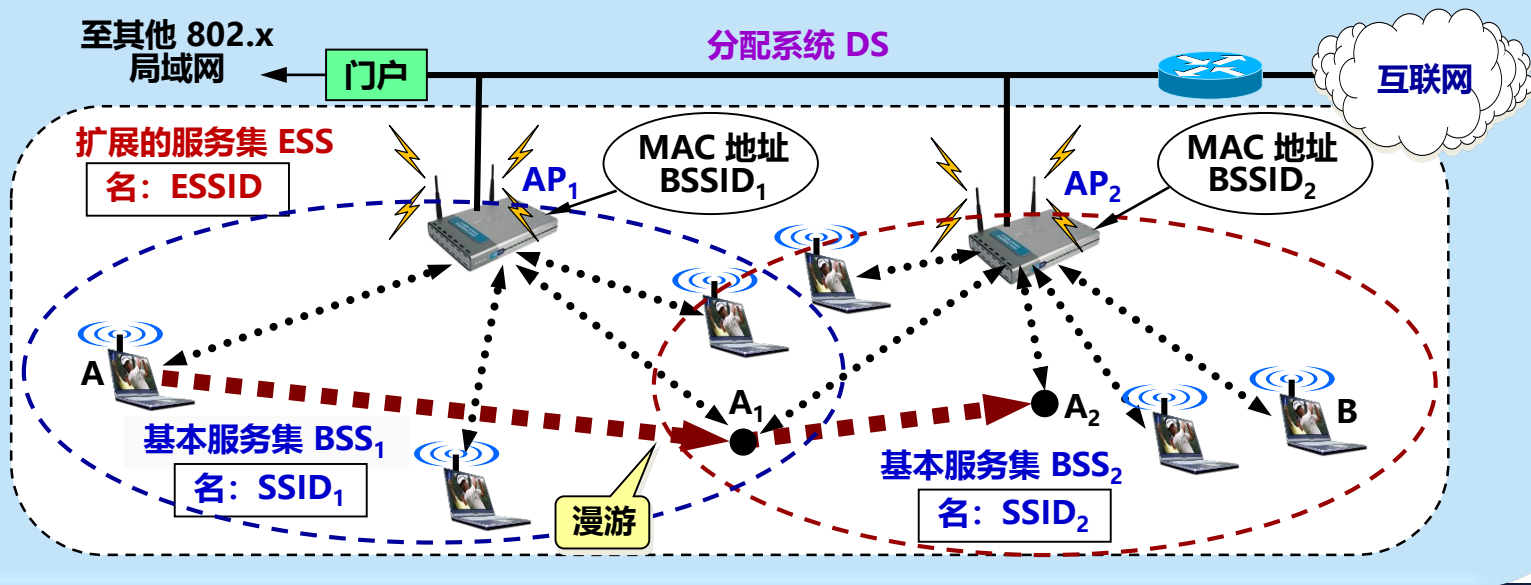 至其他 802.x
局域网
门户
分配系统 DS
互联网
扩展的服务集 ESS
名：ESSID
AP₁
MAC 地址
BSSID₁
AP₂
MAC 地址
BSSID₂
A
A₁
A₂
B
基本服务集 BSS₁
名：SSID₁
漫游
基本服务集 BSS₂
名：SSID₂